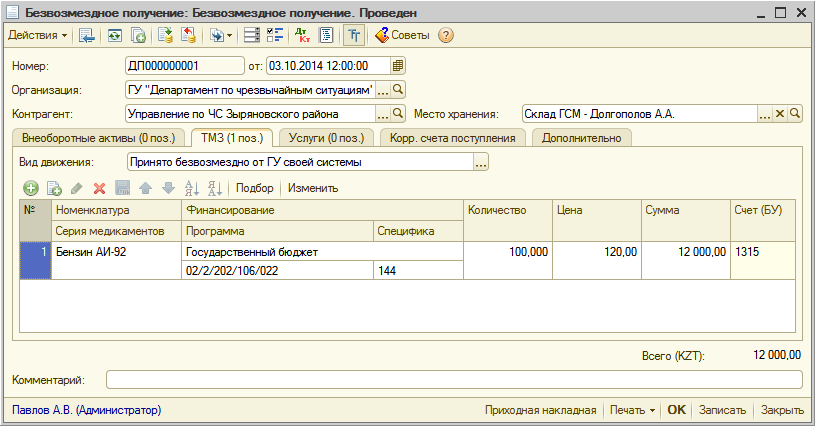 Безвозмездное получение: Безвозмездное получение. Проведен
Действия Дт Кт Тт Советы ?
Номер: ДП000000001 от: 03.10.2014 12:00:00
Организация: ГУ "Департамент по чрезвычайным ситуациям" ...
Контрагент: Управление по ЧС Зыряновского района ... Место хранения: Склад ГСМ - Долгополов А.А. ...
Внеоборотные активы (0 поз.) ТМЗ (1 поз.) Услуги (0 поз.) Корр. счета поступления Дополнительно
Вид движения: Принято безвозмездно от ГУ своей системы ...
Подбор Изменить
№ Номенклатура Финансирование Количество Цена Сумма Счет (БУ)
Серия медикаментов Программа Специфика
1 Бензин АИ-92 Государственный бюджет 100,000 120,00 12 000,00 1315
02/2/202/106/022 144
Всего (KZT): 12 000,00
Комментарий:
Павлов А.В. (Администратор) Приходная накладная Печать OK Записать Закрыть